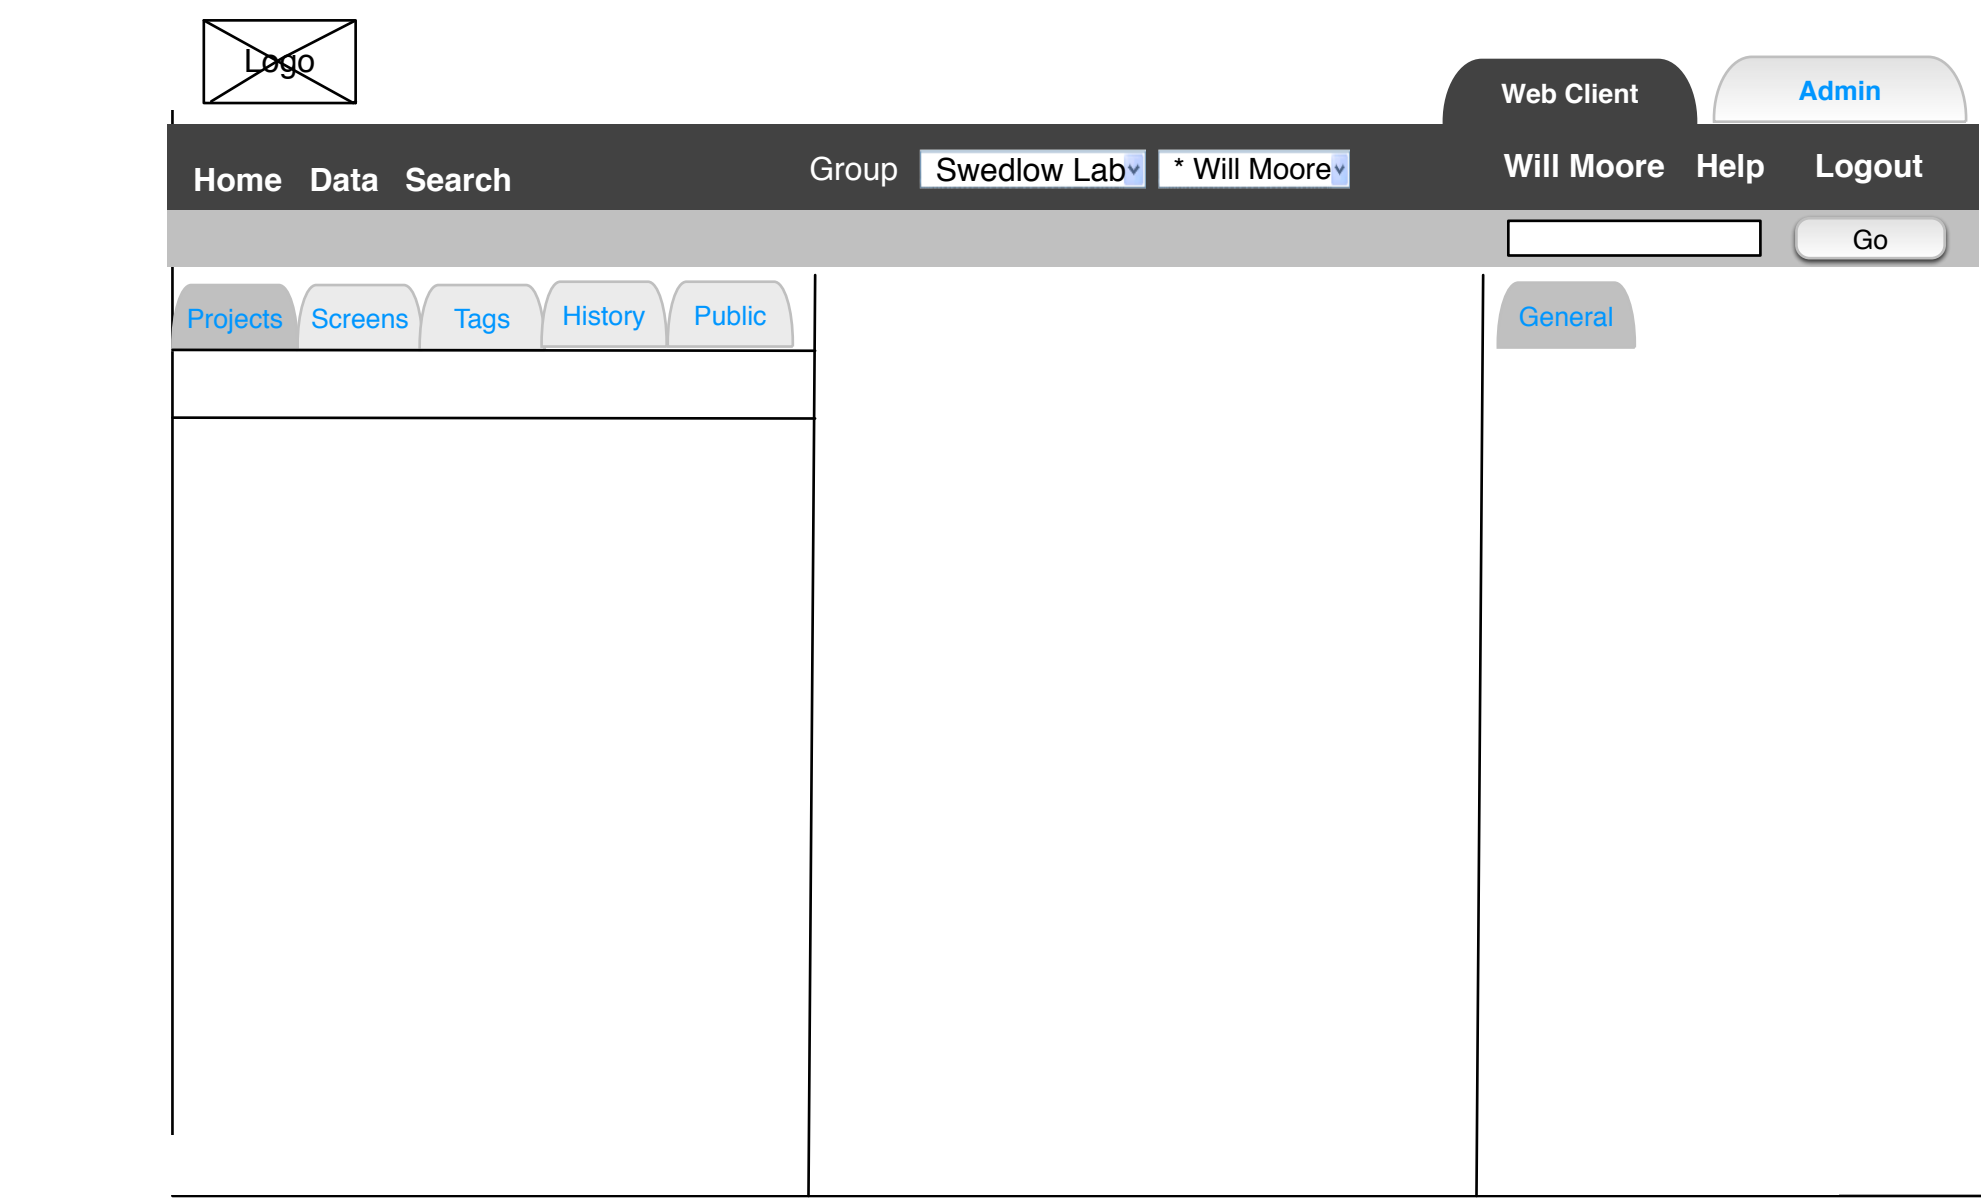 Logo
Web Client
Admin
Home Data Search
Group Swedlow Lab * Will Moore
Will Moore Help Logout
Go
Projects Screens Tags History Public
General